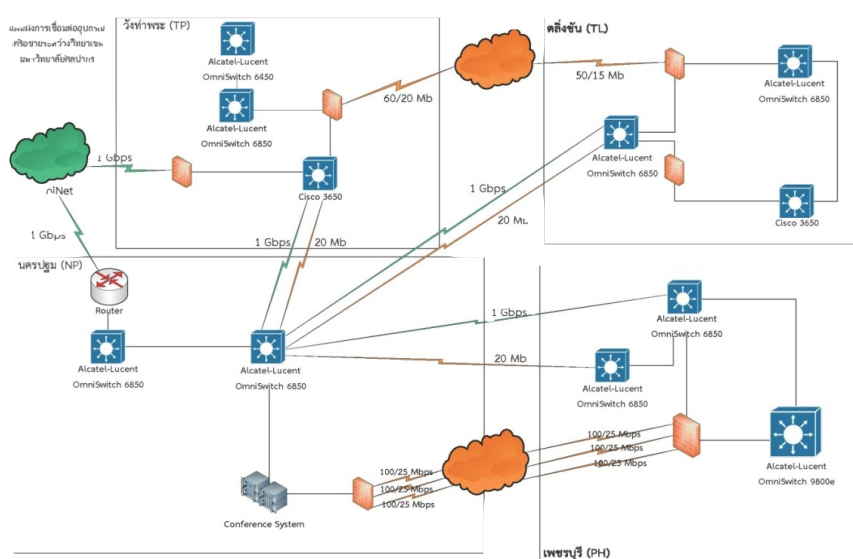 วังท่าพระ (TP)
Alcatel-Lucent
OmniSwitch 6450
Alcatel-Lucent
OmniSwitch 6850
60/20 Mb
1 Gbps
Cisco 3650
1 Gbps
1 Gbps
20 Mb
ตลิ่งชัน (TL)
50/15 Mb
Alcatel-Lucent
OmniSwitch 6850
Alcatel-Lucent
OmniSwitch 6850
Cisco 3650
1 Gbps
20 Mb
นครปฐม (NP)
Router
Alcatel-Lucent
OmniSwitch 6850
Alcatel-Lucent
OmniSwitch 6850
Conference System
1 Gbps
20 Mb
Alcatel-Lucent
OmniSwitch 6850
Alcatel-Lucent
OmniSwitch 6850
100/25 Mbps
100/25 Mbps
100/25 Mbps
100/25 Mbps
100/25 Mbps
100/25 Mbps
Alcatel-Lucent
OmniSwitch 9800e
เพชรบุรี (PH)